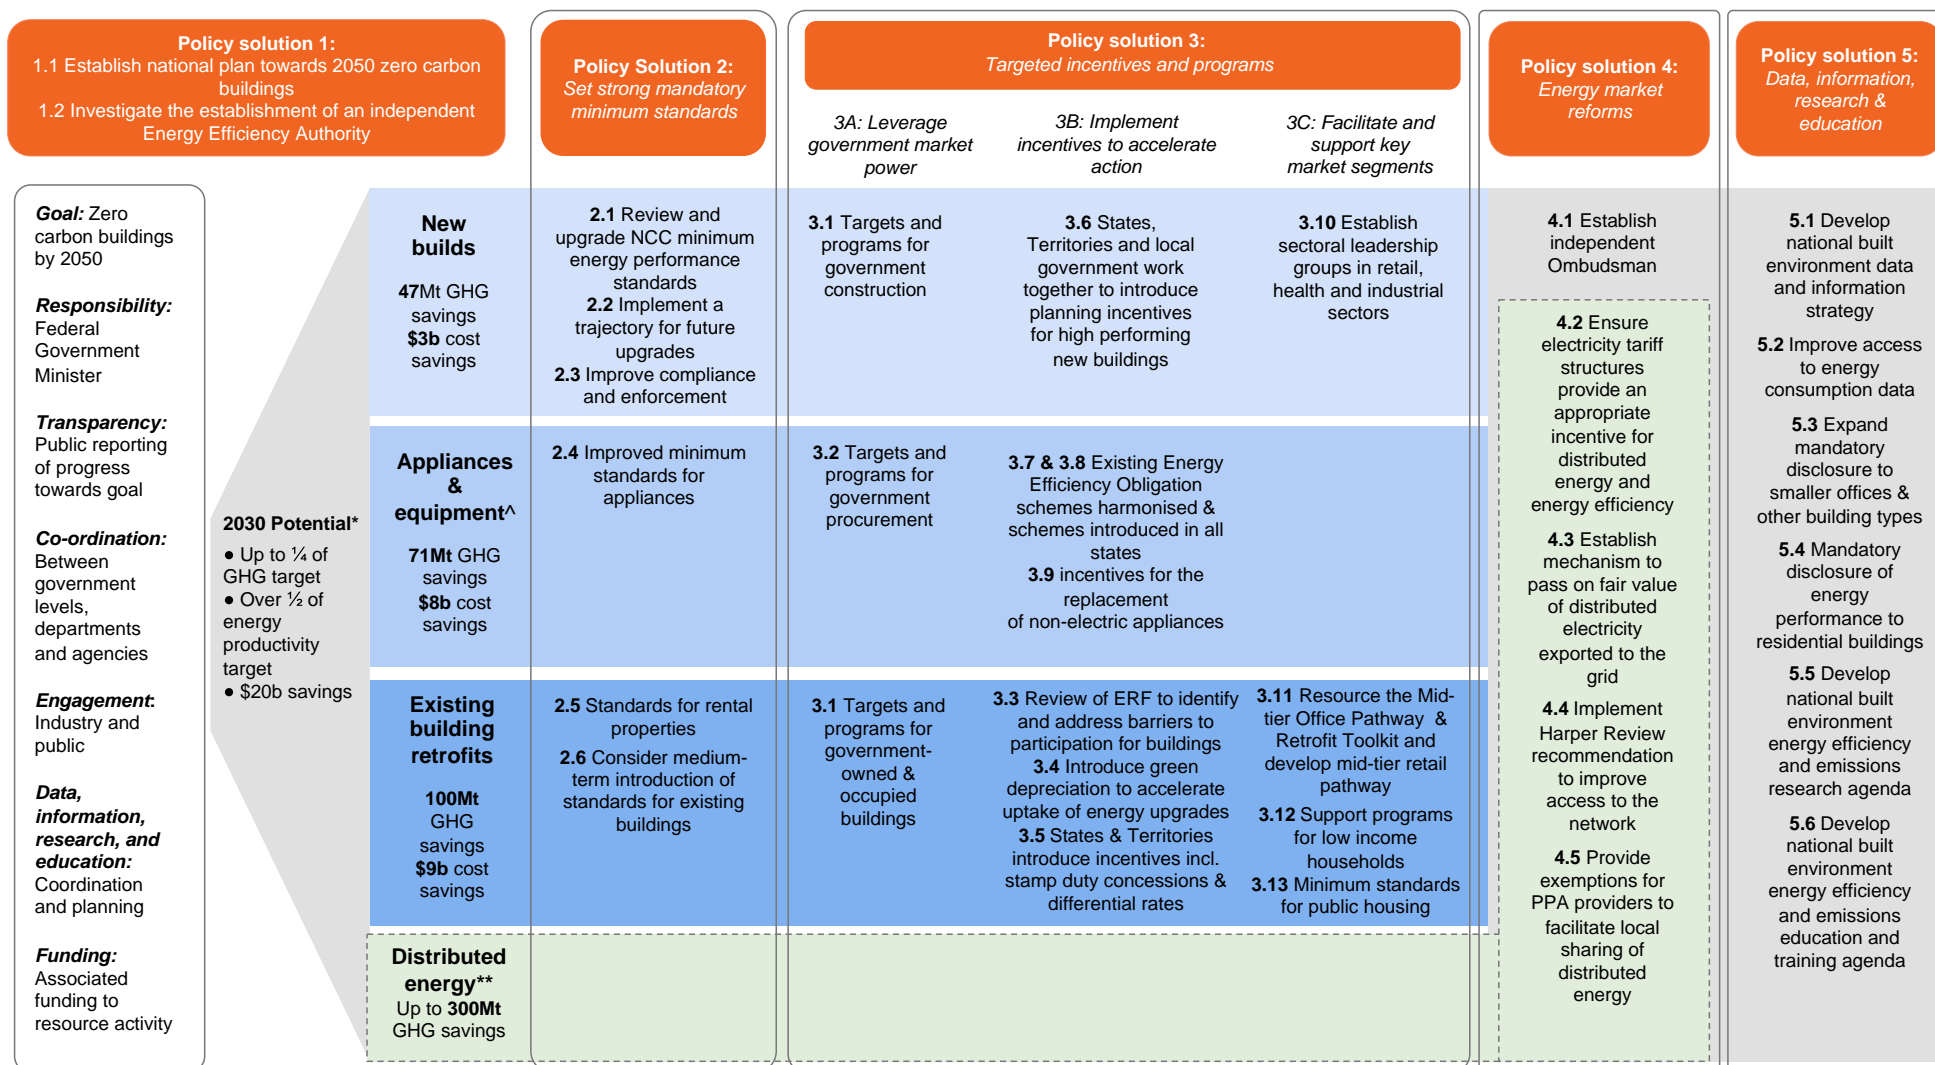 Policy solution 1:
1.1 Establish national plan towards 2050 zero carbon
buildings
1.2 Investigate the establishment of an independent
Energy Efficiency Authority
Policy Solution 2:
Set strong mandatory
minimum standards
Policy solution 3:
Targeted incentives and programs
3A: Leverage
government market
power
3B: Implement
incentives to accelerate
action
3C: Facilitate and
support key
market segments
Policy solution 4:
Energy market
reforms
Policy solution 5:
Data, information,
research &
education
Goal: Zero
carbon buildings
by 2050
Responsibility:
Federal
Government
Minister
Transparency:
Public reporting
of progress
towards goal
Co-ordination:
Between
government
levels,
departments
and agencies
Engagement:
Industry and
public
Data,
information,
research, and
education:
Coordination
and planning
Funding:
Associated
funding to
resource activity
2030 Potential*
● Up to ¼ of
GHG target
● Over ½ of
energy
productivity
target
● $20b savings
New
builds
47Mt GHG
savings
$3b cost
savings
2.1 Review and
upgrade NCC minimum
energy performance
standards
2.2 Implement a
trajectory for future
upgrades
2.3 Improve compliance
and enforcement
3.1 Targets and
programs for
government
construction
3.6 States,
Territories and local
government work
together to introduce
planning incentives
for high performing
new buildings
3.10 Establish
sectoral leadership
groups in retail,
health and industrial
sectors
Appliances
&
equipment^
71Mt GHG
savings
$8b cost
savings
2.4 Improved minimum
standards for
appliances
3.2 Targets and
programs for
government
procurement
3.7 & 3.8 Existing Energy
Efficiency Obligation
schemes harmonised &
schemes introduced in all
states
3.9 incentives for the
replacement
of non-electric appliances
Existing
building
retrofits
100Mt
GHG
savings
$9b cost
savings
2.5 Standards for rental
properties
2.6 Consider medium-
term introduction of
standards for existing
buildings
3.1 Targets and
programs for
government-
owned &
occupied
buildings
3.3 Review of ERF to identify
and address barriers to
participation for buildings
3.4 Introduce green
depreciation to accelerate
uptake of energy upgrades
3.5 States & Territories
introduce incentives incl.
stamp duty concessions &
differential rates
3.11 Resource the Mid-
tier Office Pathway &
Retrofit Toolkit and
develop mid-tier retail
pathway
3.12 Support programs
for low income
households
3.13 Minimum standards
for public housing
Distributed
energy**
Up to 300Mt
GHG savings
4.1 Establish
independent
Ombudsman
4.2 Ensure
electricity tariff
structures
provide an
appropriate
incentive for
distributed
energy and
energy efficiency
4.3 Establish
mechanism to
pass on fair value
of distributed
electricity
exported to the
grid
4.4 Implement
Harper Review
recommendation
to improve
access to the
network
4.5 Provide
exemptions for
PPA providers to
facilitate local
sharing of
distributed
energy
5.1 Develop
national built
environment data
and information
strategy
5.2 Improve access
to energy
consumption data
5.3 Expand
mandatory
disclosure to
smaller offices &
other building types
5.4 Mandatory
disclosure of
energy
performance to
residential buildings
5.5 Develop
national built
environment
energy efficiency
and emissions
research agenda
5.6 Develop
national built
environment
energy efficiency
and emissions
education and
training agenda